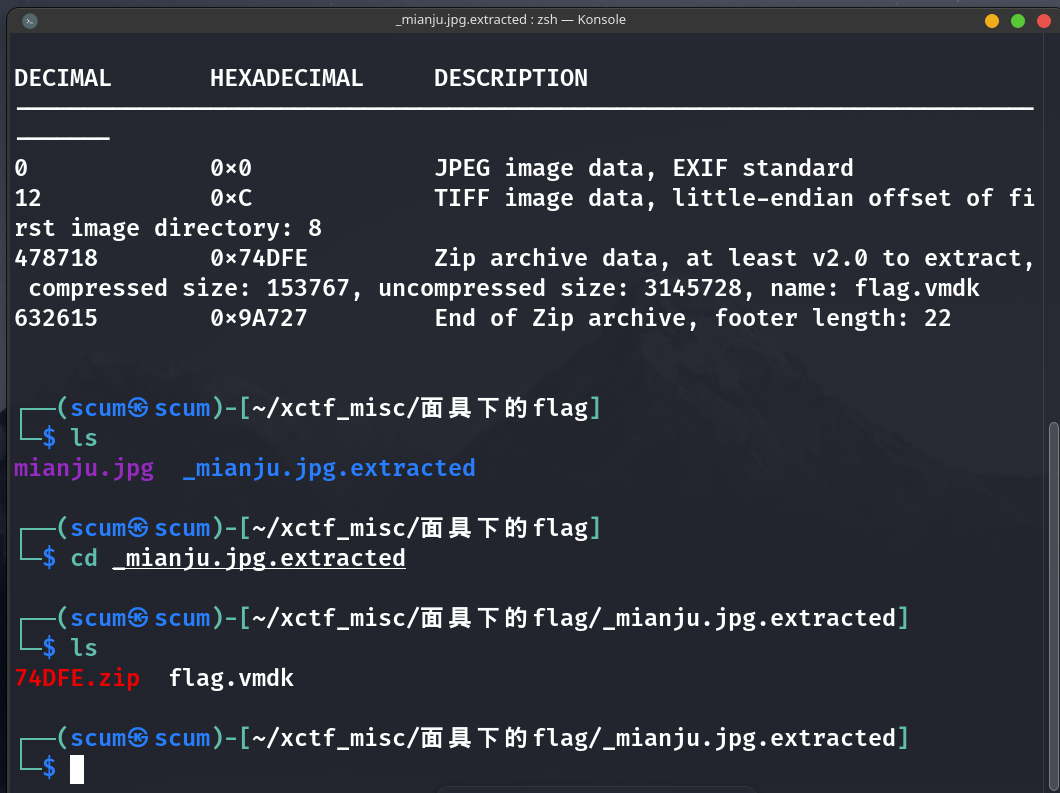 _mianju.jpg.extracted : zsh — Konsole
DECIMAL       HEXADECIMAL     DESCRIPTION
0             0×0             JPEG image data, EXIF standard
12            0×C             TIFF image data, little-endian offset of fi
rst image directory: 8
478718        0×74DFE         Zip archive data, at least v2.0 to extract,
 compressed size: 153767, uncompressed size: 3145728, name: flag.vmdk
632615        0×9A727         End of Zip archive, footer length: 22
┌──(scum㉿scum)-[~/xctf_misc/面具下的flag]
└─$ ls
mianju.jpg  _mianju.jpg.extracted
┌──(scum㉿scum)-[~/xctf_misc/面具下的flag]
└─$ cd _mianju.jpg.extracted
┌──(scum㉿scum)-[~/xctf_misc/面具下的flag/_mianju.jpg.extracted]
└─$ ls
74DFE.zip  flag.vmdk
┌──(scum㉿scum)-[~/xctf_misc/面具下的flag/_mianju.jpg.extracted]
└─$